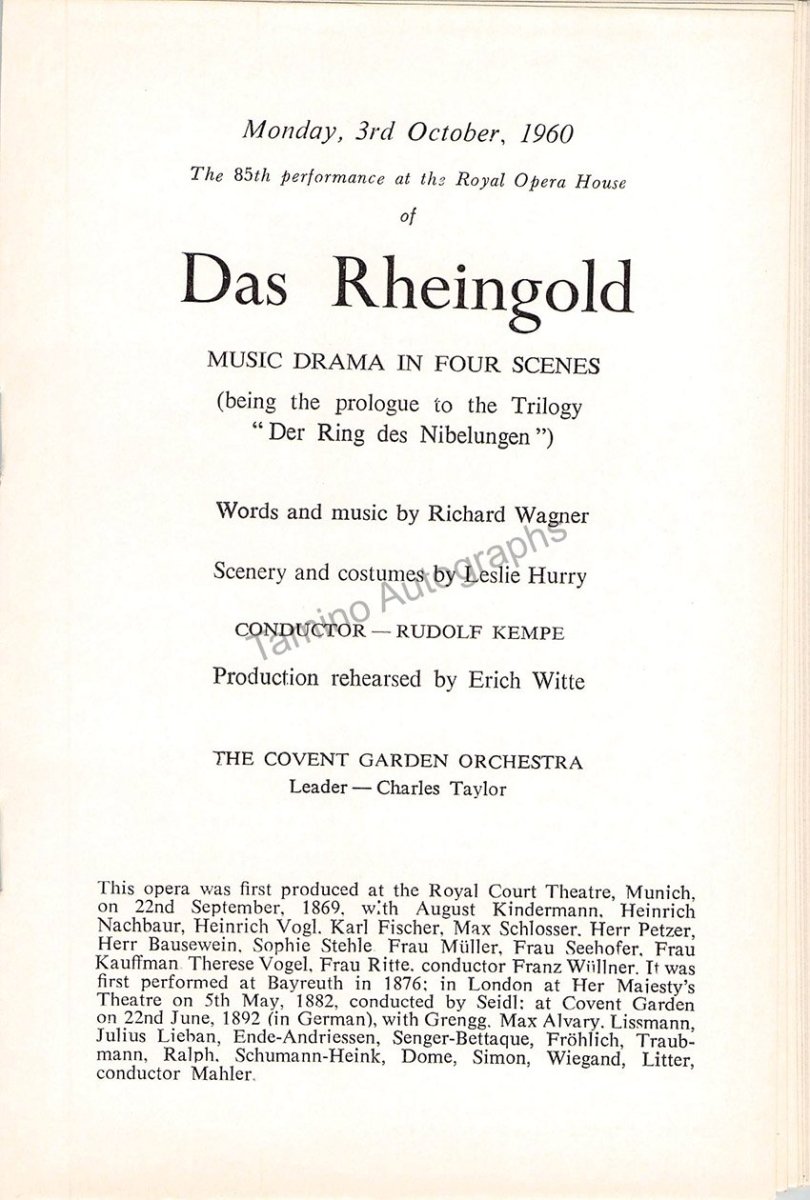 Monday, 3rd October, 1960
The 85th performance at the Royal Opera House
of
Das Rheingold
MUSIC DRAMA IN FOUR SCENES
(being the prologue to the Trilogy
“ Der Ring des Nibelungen ”)
Words and music by Richard Wagner
Scenery and costumes by Leslie Hurry
CONDUCTOR — RUDOLF KEMPE
Production rehearsed by Erich Witte
THE COVENT GARDEN ORCHESTRA
Leader — Charles Taylor
This opera was first produced at the Royal Court Theatre, Munich,
on 22nd September, 1869, with August Kindermann, Heinrich
Nachbaur, Heinrich Vogl. Karl Fischer, Max Schlosser. Herr Petzer,
Herr Bausewein, Sophie Stehle Frau Müller, Frau Seehofer, Frau
Kauffman Therese Vogel, Frau Ritte. conductor Franz Wüllner. It was
first performed at Bayreuth in 1876; in London at Her Majesty's
Theatre on 5th May, 1882, conducted by Seidl: at Covent Garden
on 22nd June, 1892 (in German), with Grengg. Max Alvary. Lissmann,
Julius Lieban, Ende-Andriessen, Senger-Bettaque, Fröhlich, Traub-
mann, Ralph, Schumann-Heink, Dome, Simon, Wiegand, Litter,
conductor Mahler.
Tamino Autographs